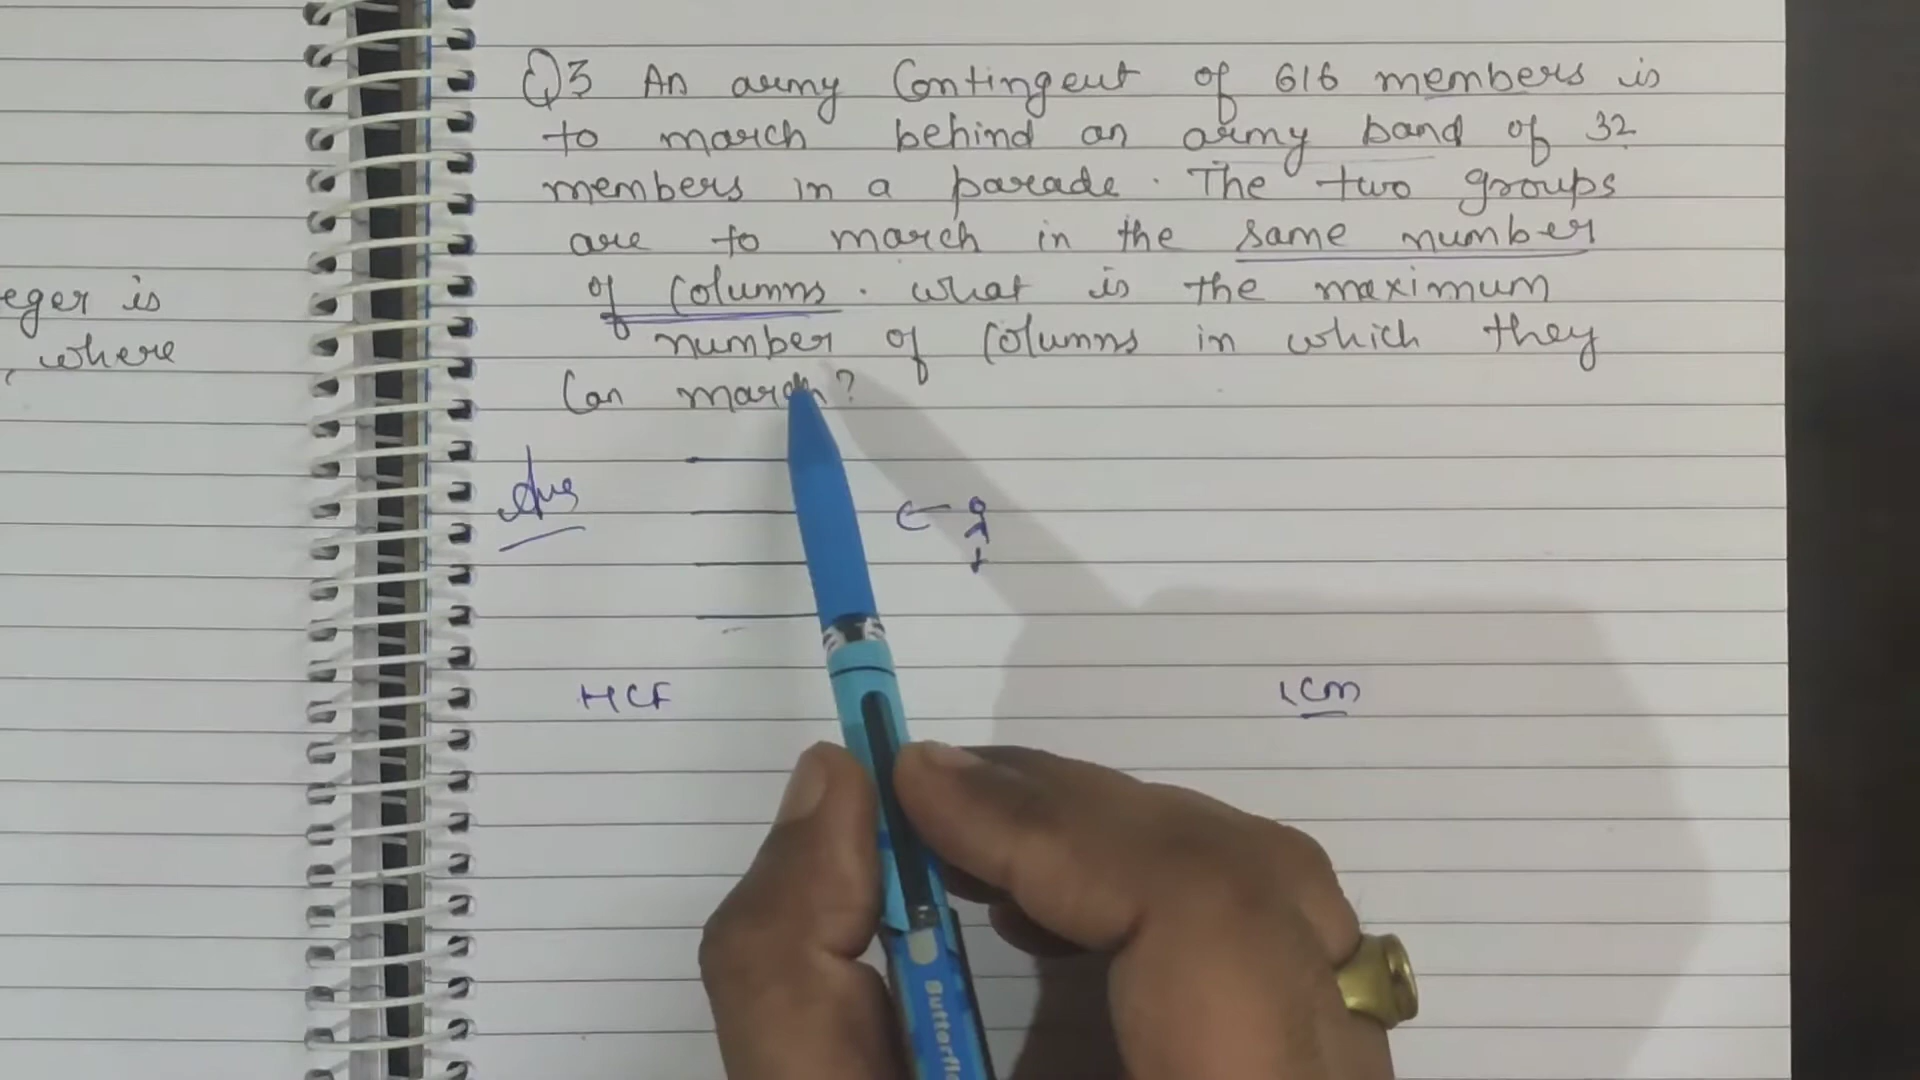 eger is
, where
Q3 An army Contingent of 616 members is
to march behind an army band of 32
members in a parade. The two groups
are to march in the same number
of Columns. what is the maximum
number of Columns in which they
Can march?
Ans
HCF
LCM
Butterflo